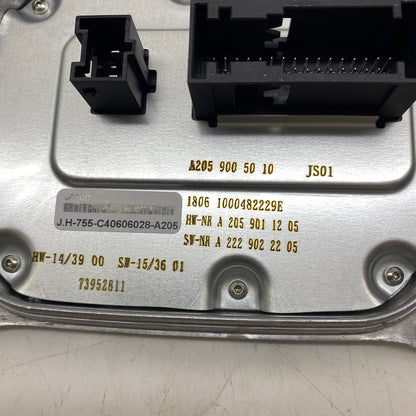 A205 900 50 10 JS01
1806 1000482229E
J.H-755-C40606028-A205
HW-NR A 205 901 12 05
SW-NR A 222 902 22 05
HW-14/39 00 SW-15/36 01
73952811